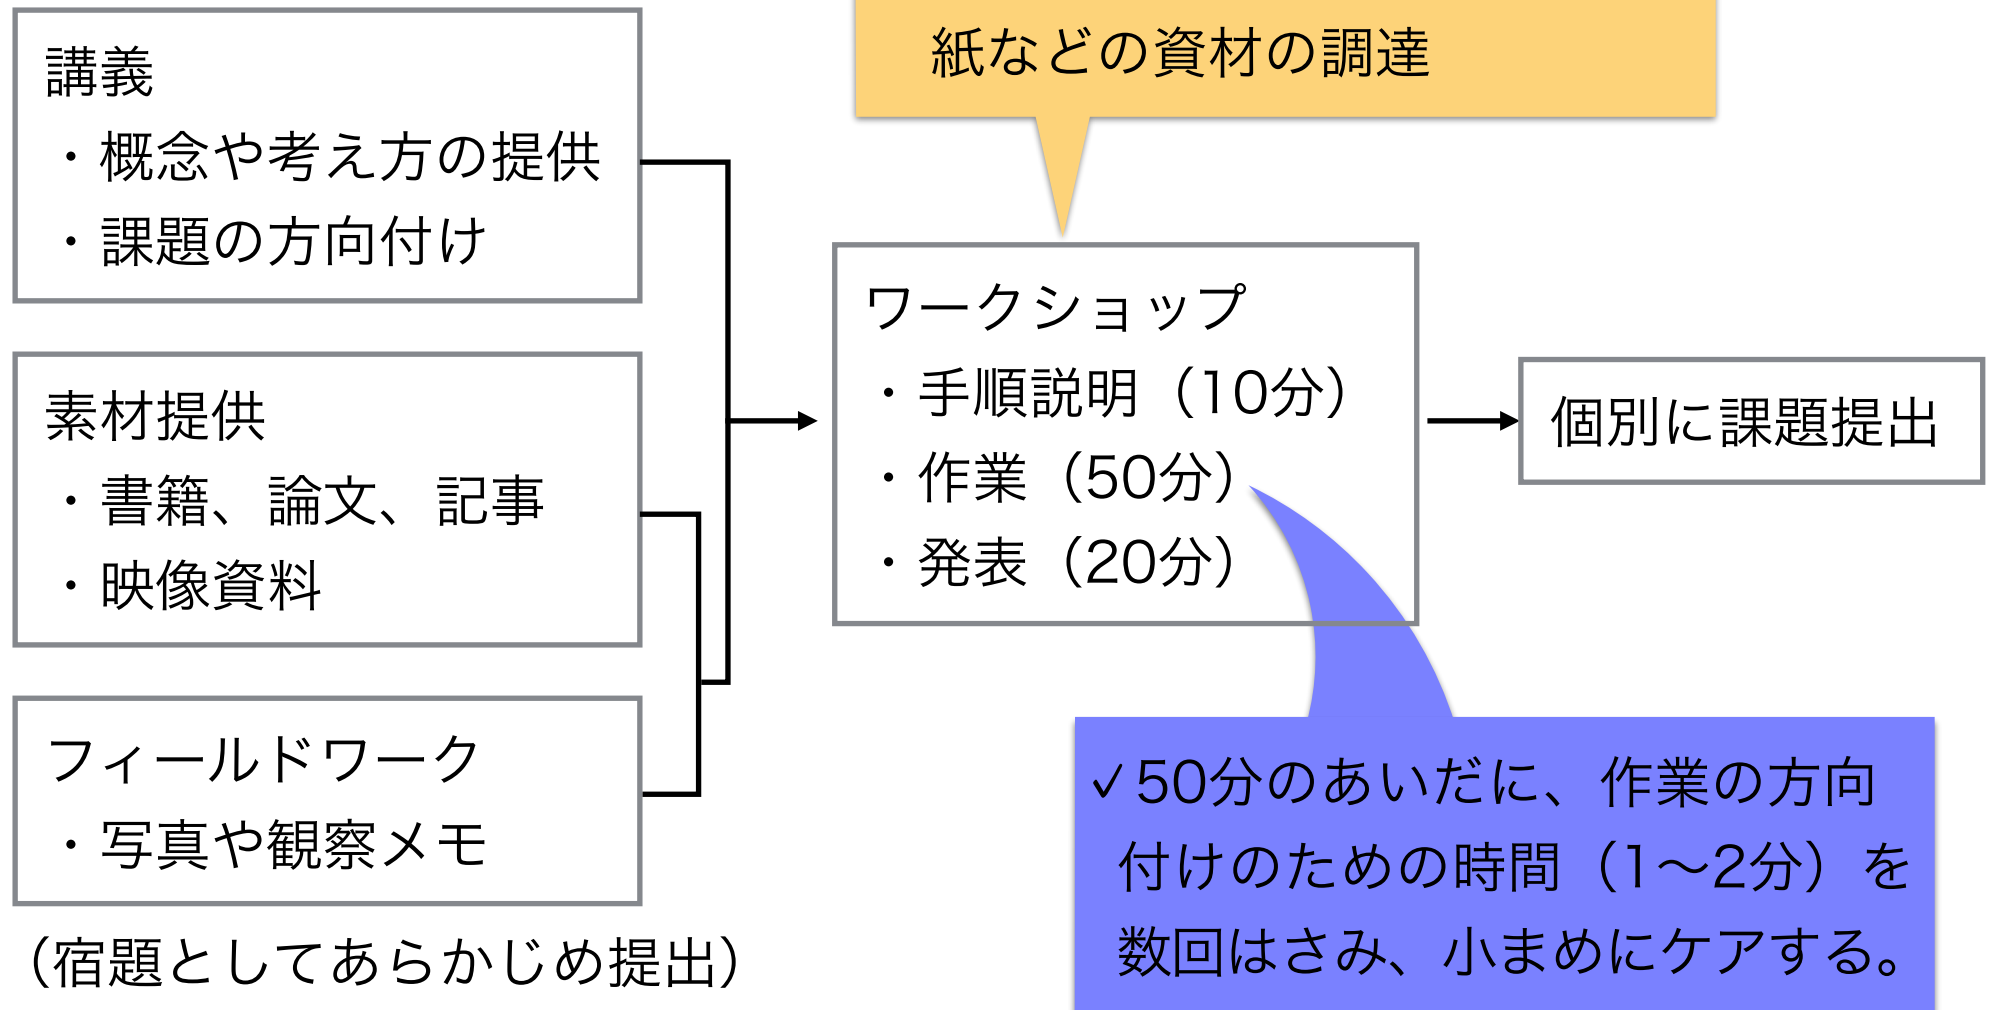 紙などの資材の調達
講義
・概念や考え方の提供
・課題の方向付け
素材提供
・書籍、論文、記事
・映像資料
フィールドワーク
・写真や観察メモ
（宿題としてあらかじめ提出）
ワークショップ
・手順説明（10分）
・作業（50分）
・発表（20分）
個別に課題提出
✓50分のあいだに、作業の方向
付けのための時間（1〜2分）を
数回はさみ、小まめにケアする。